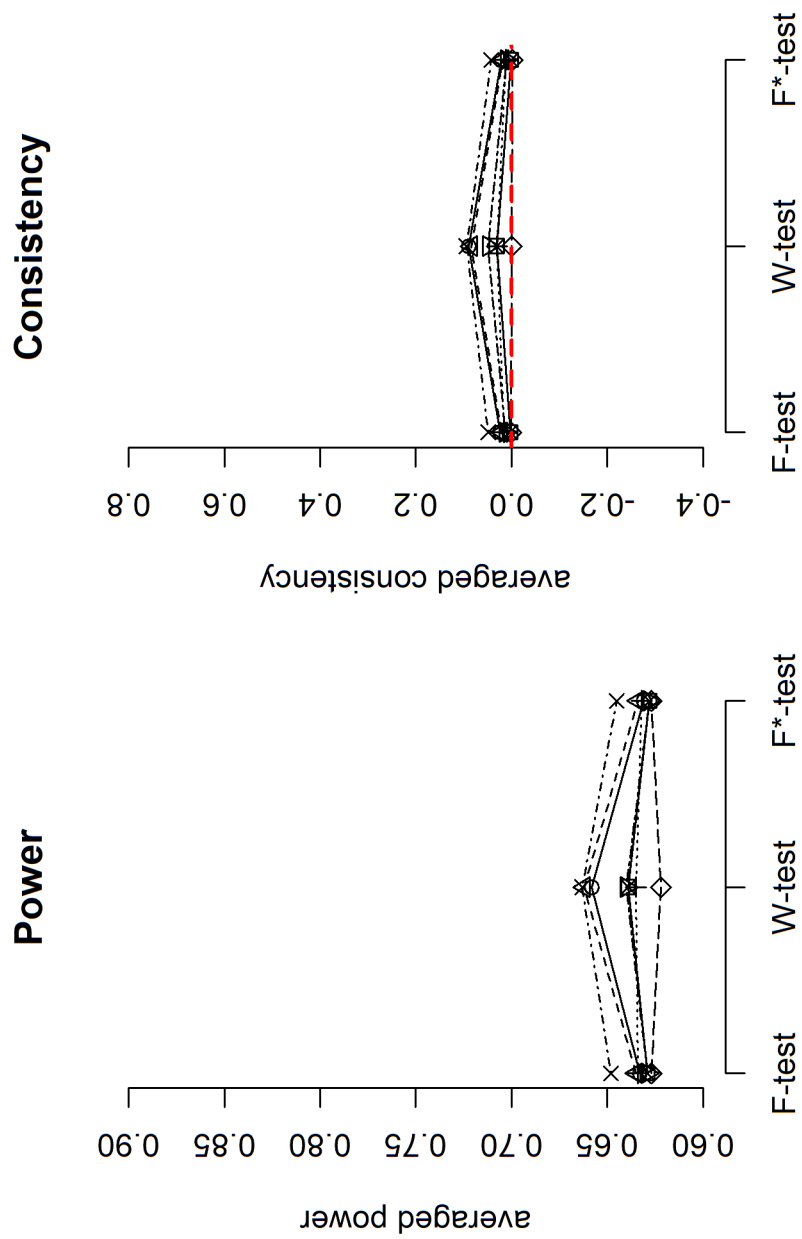 Power
averaged power
0.90
0.85
0.80
0.75
0.70
0.65
0.60
F-test
W-test
F*-test
Consistency
averaged consistency
0.8
0.6
0.4
0.2
0.0
-0.2
-0.4
F-test
W-test
F*-test